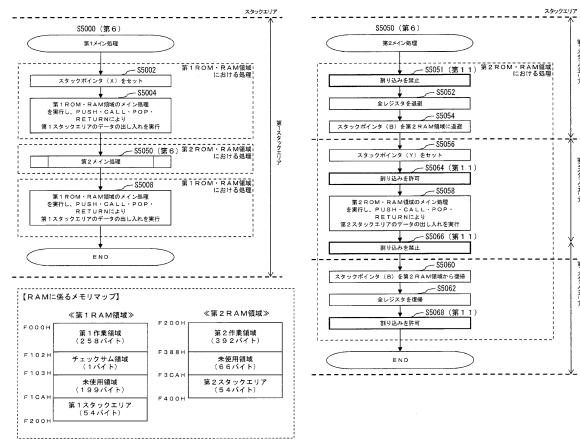 スタックエリア
S5000(第6)
第1メイン処理
S5002
第1ROM・RAM領域
における処理
スタックポインタ(X)をセット
S5004
第1ROM・RAM領域のメイン処理
を実行し、PUSH・CALL・POP・
RETURNにより
第1スタックエリアのデータの出し入れを実行
S5050(第6)
第2ROM・RAM領域
における処理
第2メイン処理
S5008
第1ROM・RAM領域
における処理
第1ROM・RAM領域のメイン処理
を実行し、PUSH・CALL・POP・
RETURNにより
第1スタックエリアのデータの出し入れを実行
END
第1スタックエリア
【RAMに係るメモリマップ】
≪第1RAM領域≫
F000H
第1作業領域
(258バイト)
F102H
チェックサム領域
(1バイト)
F103H
未使用領域
(199バイト)
F1CAH
第1スタックエリア
(54バイト)
F200H
≪第2RAM領域≫
F200H
第2作業領域
(392バイト)
F388H
未使用領域
(66バイト)
F3CAH
第2スタックエリア
(54バイト)
F400H
スタックエリア
S5050(第6)
第2メイン処理
S5051(第11)
第2ROM・RAM領域
における処理
割り込みを禁止
S5052
全レジスタを退避
S5054
スタックポインタ(B)を第2RAM領域に退避
S5056
スタックポインタ(Y)をセット
S5064(第11)
割り込みを許可
S5058
第2ROM・RAM領域のメイン処理
を実行し、PUSH・CALL・POP・
RETURNにより
第2スタックエリアのデータの出し入れを実行
S5066(第11)
割り込みを禁止
S5060
スタックポインタ(B)を第2RAM領域から復帰
S5062
全レジスタを復帰
S5068(第11)
割り込みを許可
END